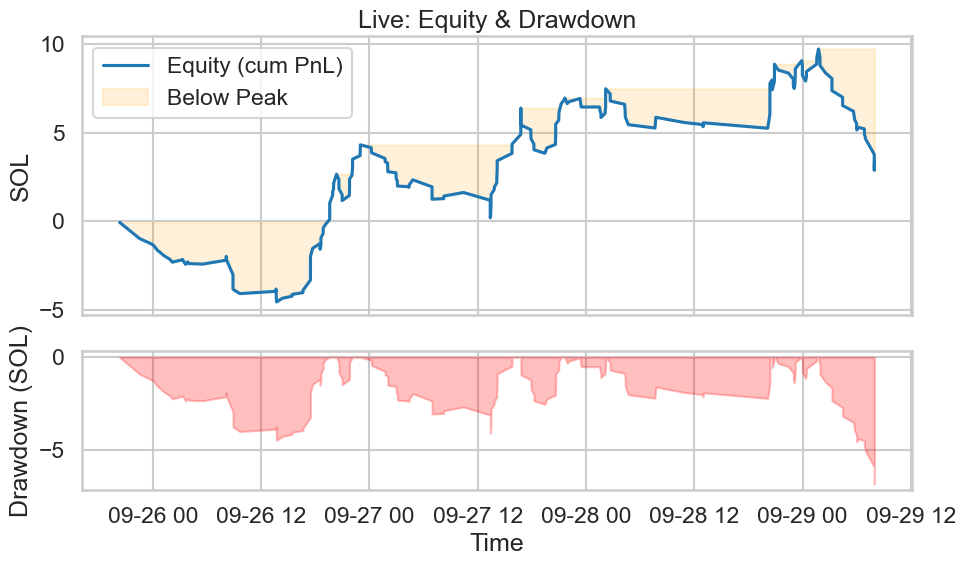 Live: Equity & Drawdown
Equity (cum PnL)
Below Peak
SOL
10
5
0
−5
Drawdown (SOL)
0
−5
09-26 00 09-26 12 09-27 00 09-27 12 09-28 00 09-28 12 09-29 00 09-29 12
Time